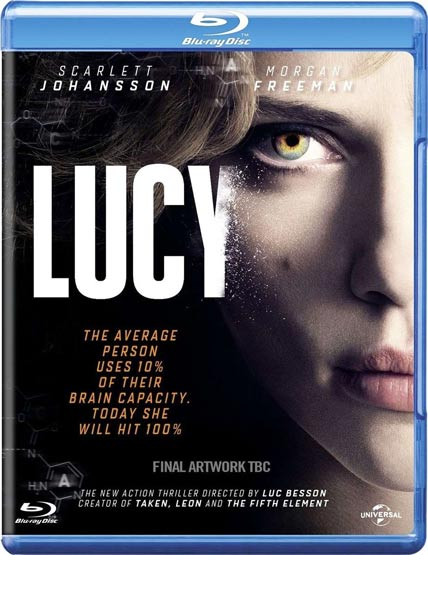 Blu-ray Disc™
SCARLETT
JOHANSSON
MORGAN
FREEMAN
LUCY
THE AVERAGE
PERSON
USES 10%
OF THEIR
BRAIN CAPACITY.
TODAY SHE
WILL HIT 100%
FINAL ARTWORK TBC
THE NEW ACTION THRILLER DIRECTED BY LUC BESSON
CREATOR OF TAKEN, LEON AND THE FIFTH ELEMENT
Blu-ray Disc
UNIVERSAL
N
A
H₂N
A